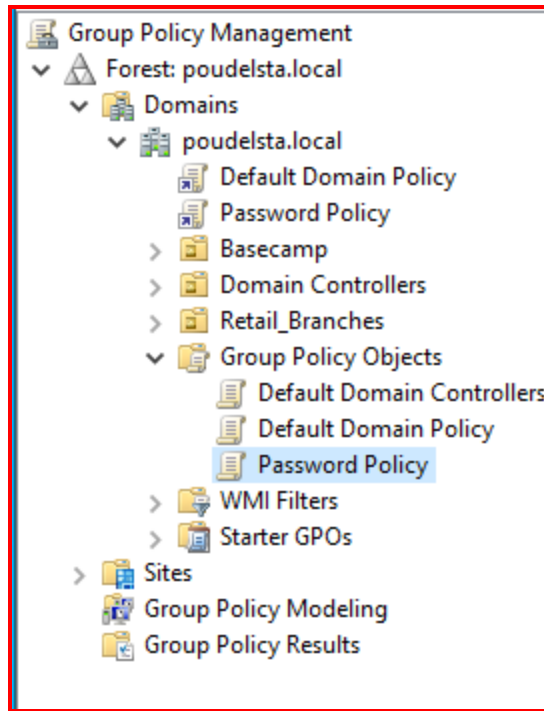 Group Policy Management
Forest: poudelsta.local
Domains
poudelsta.local
Default Domain Policy
Password Policy
Basecamp
Domain Controllers
Retail_Branches
Group Policy Objects
Default Domain Controllers
Default Domain Policy
Password Policy
WMI Filters
Starter GPOs
Sites
Group Policy Modeling
Group Policy Results